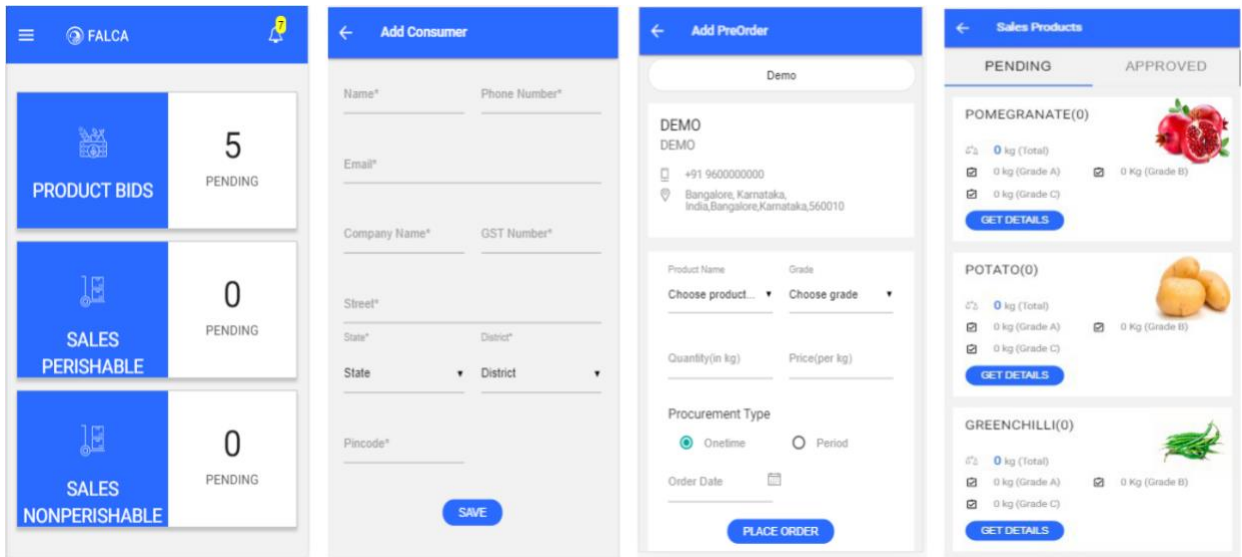 FALCA
7
PRODUCT BIDS
5
PENDING
SALES
PERISHABLE
0
PENDING
SALES
NONPERISHABLE
0
PENDING
Add Consumer
Name* Phone Number*
Email*
Company Name* GST Number*
Street*
State* District*
State District
Pincode*
SAVE
Add PreOrder
Demo
DEMO
DEMO
+91 9600000000
Bangalore, Karnataka,
India,Bangalore,Karnataka,560010
Product Name Grade
Choose product... Choose grade
Quantity(in kg) Price(per kg)
Procurement Type
Onetime Period
Order Date
PLACE ORDER
Sales Products
PENDING APPROVED
POMEGRANATE(0)
0 kg (Total)
0 kg (Grade A) 0 Kg (Grade B)
0 kg (Grade C)
GET DETAILS
POTATO(0)
0 kg (Total)
0 kg (Grade A) 0 Kg (Grade B)
0 kg (Grade C)
GET DETAILS
GREENCHILLI(0)
0 kg (Total)
0 kg (Grade A) 0 Kg (Grade B)
0 kg (Grade C)
GET DETAILS